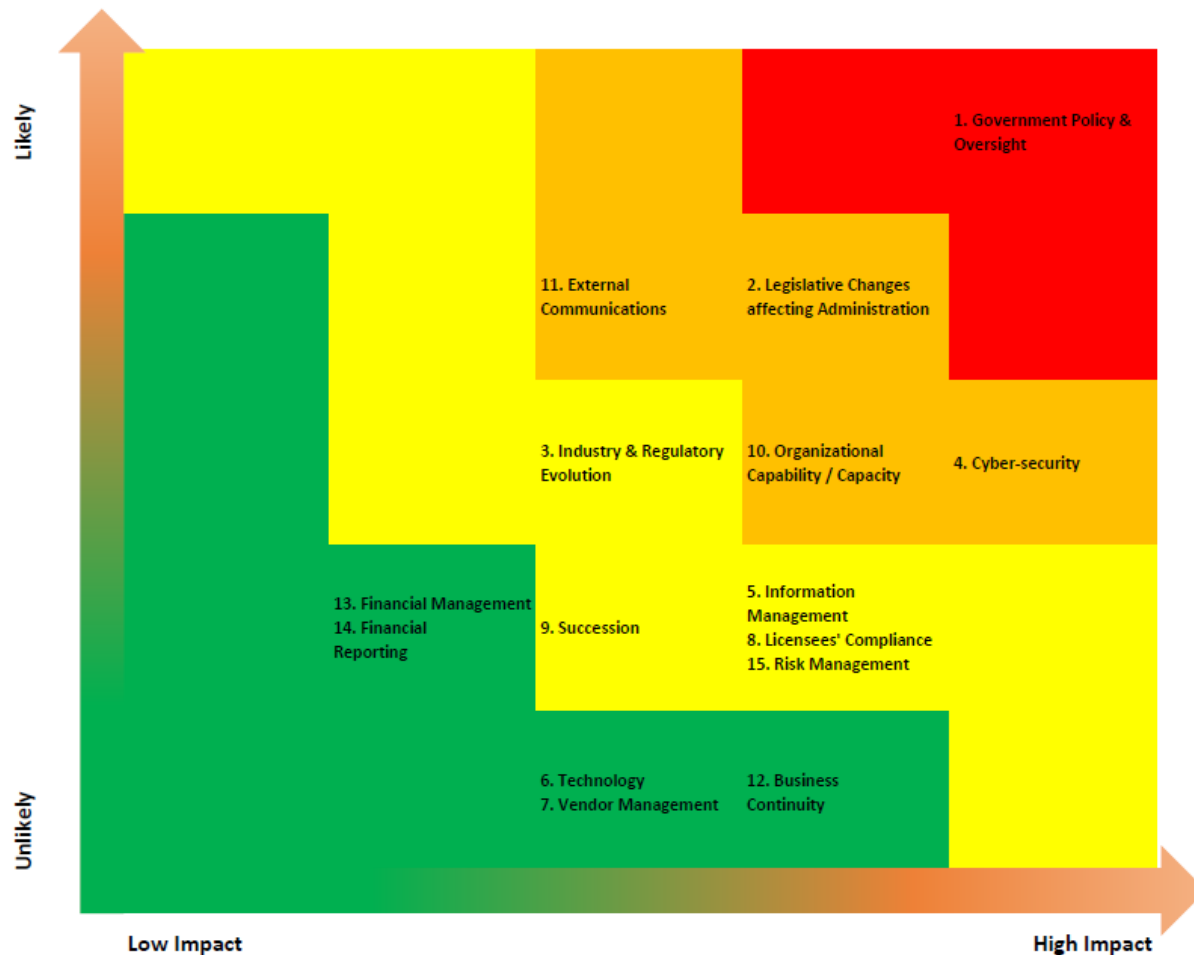 Likely
1. Government Policy &
Oversight
11. External
Communications
2. Legislative Changes
affecting Administration
3. Industry & Regulatory
Evolution
10. Organizational
Capability / Capacity
4. Cyber-security
13. Financial Management
14. Financial
Reporting
9. Succession
5. Information
Management
8. Licensees' Compliance
15. Risk Management
Unlikely
6. Technology
7. Vendor Management
12. Business
Continuity
Low Impact
High Impact